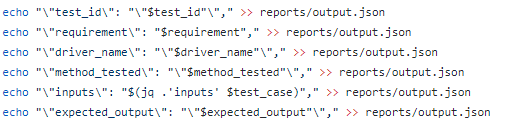 echo "\"test_id\": "\"$test_id"\"," >> reports/output.json
echo "\"requirement\": "$requirement"," >> reports/output.json
echo "\"driver_name\": "\"$driver_name"\"," >> reports/output.json
echo "\"method_tested\": "\"$method_tested"\"," >> reports/output.json
echo "\"inputs\": "$(jq .'inputs' $test_case)"," >> reports/output.json
echo "\"expected_output\": "\"$expected_output"\"," >> reports/output.json